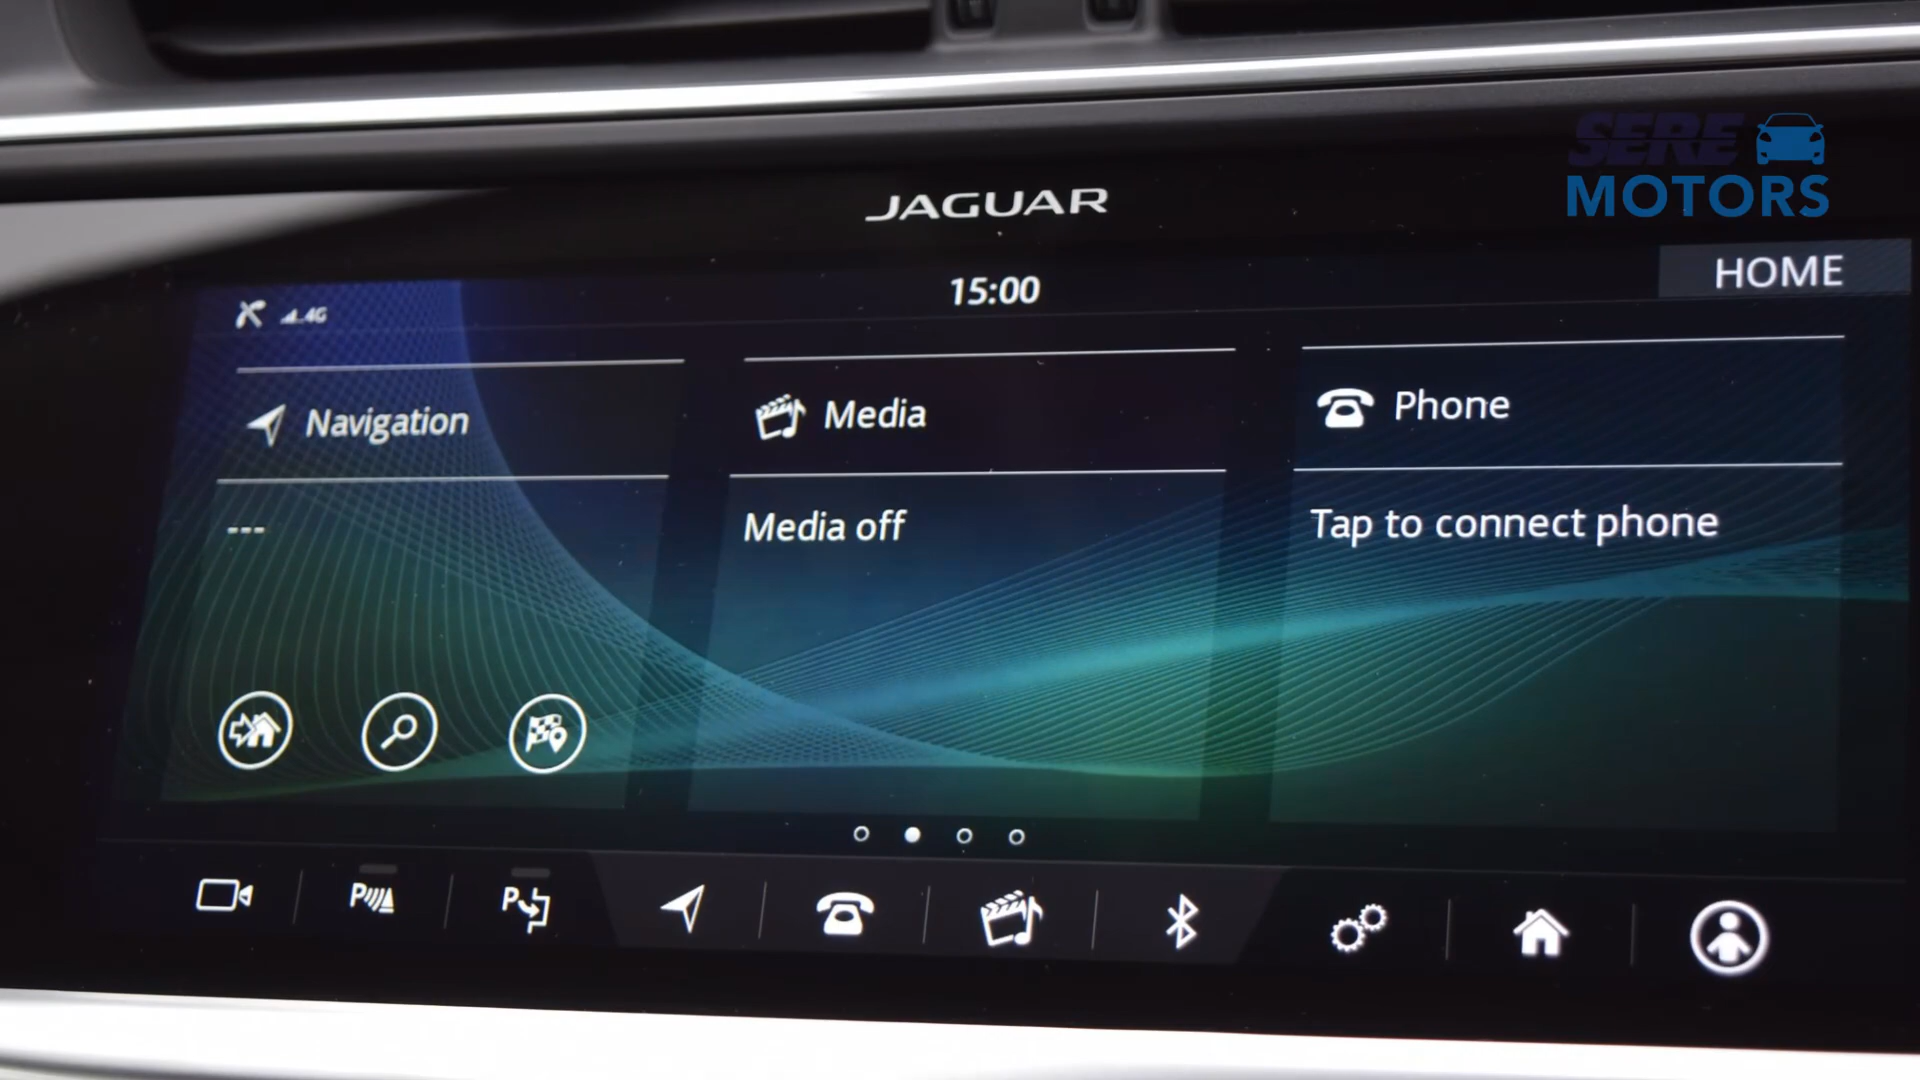 SERE
MOTORS
JAGUAR
4G
15:00
HOME
Navigation
Media
Phone
---
Media off
Tap to connect phone
P
P